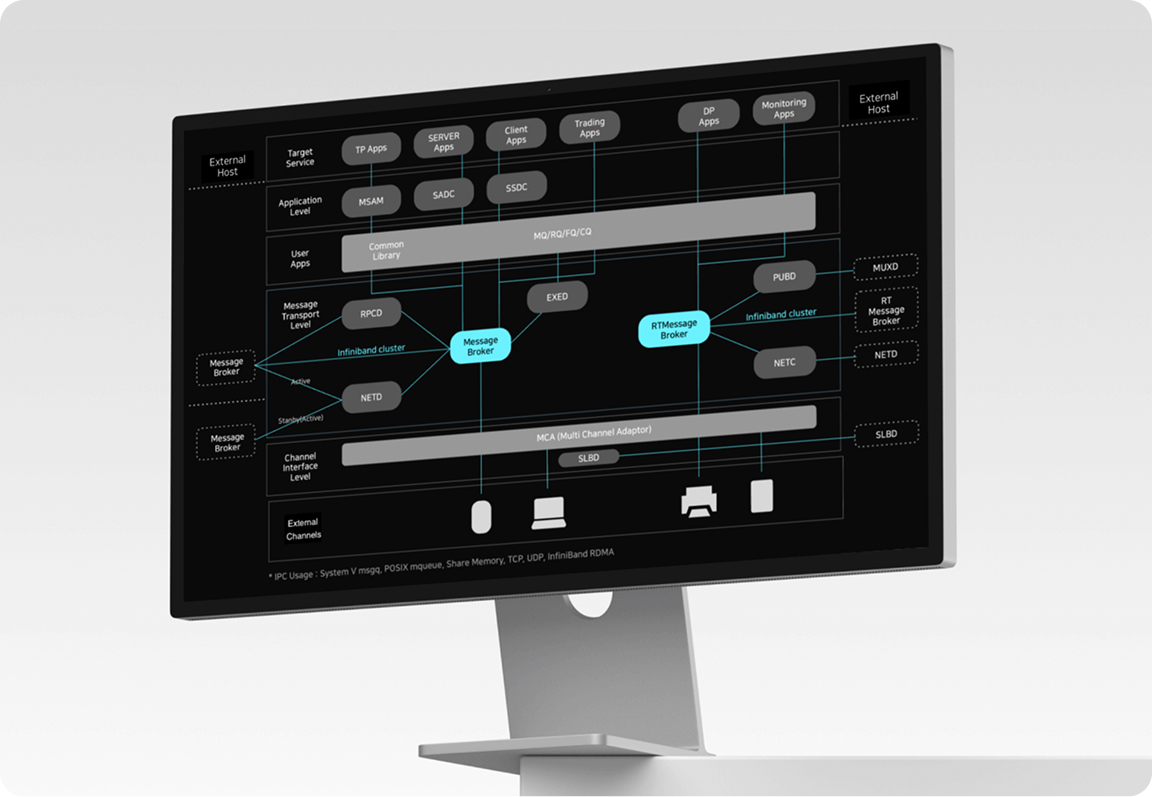 External
Host
Target
Service
TP Apps
SERVER
Apps
Client
Apps
Trading
Apps
DP
Apps
Monitoring
Apps
External
Host
Application
Level
MSAM
SADC
SSDC
User
Apps
Common
Library
MQ/RQ/FQ/CQ
Message
Transport
Level
RPCD
EXED
PUBD
MUXD
Message
Broker
Infiniband cluster
Message
Broker
RTMessage
Broker
Infiniband cluster
RT
Message
Broker
Active
NETD
NETC
NETD
Stanby(Active)
Message
Broker
Channel
Interface
Level
MCA (Multi Channel Adaptor)
SLBD
SLBD
External
Channels
* IPC Usage : System V msgq, POSIX mqueue, Share Memory, TCP, UDP, InfiniBand RDMA